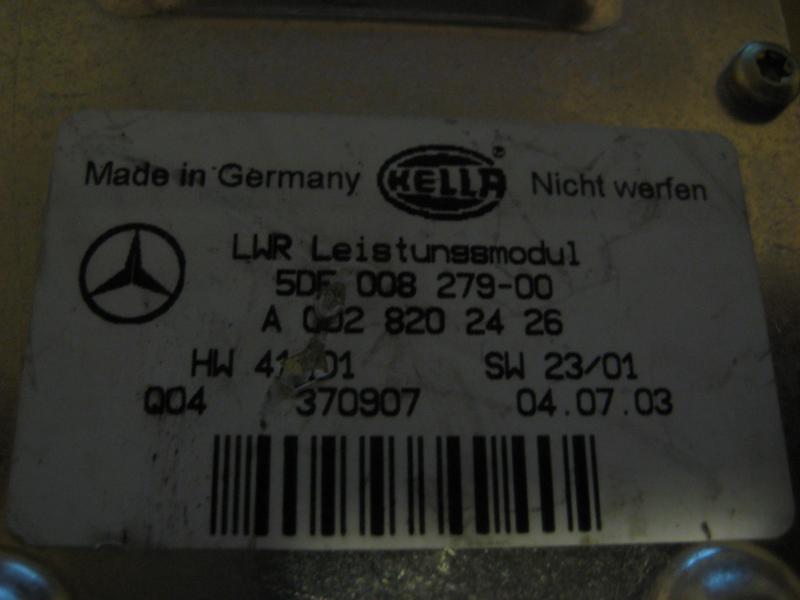 Made in Germany HELLA® Nicht werfen
LWR Leistungsmodul
008 279-00
A 820 24 26
HW SW 23/01
Q04 370907 04.07.03